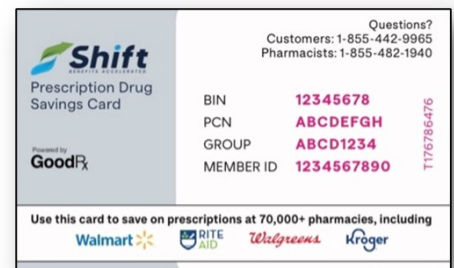 Shift
BENEFITS ACCELERATED
Prescription Drug
Savings Card
Powered by
GoodRx
Questions?
Customers: 1-855-442-9965
Pharmacists: 1-855-482-1940
BIN 12345678
PCN ABCDEFGH
GROUP ABCD1234
MEMBER ID 1234567890
T176786476
Use this card to save on prescriptions at 70,000+ pharmacies, including
Walmart RITE AID Walgreens Kroger